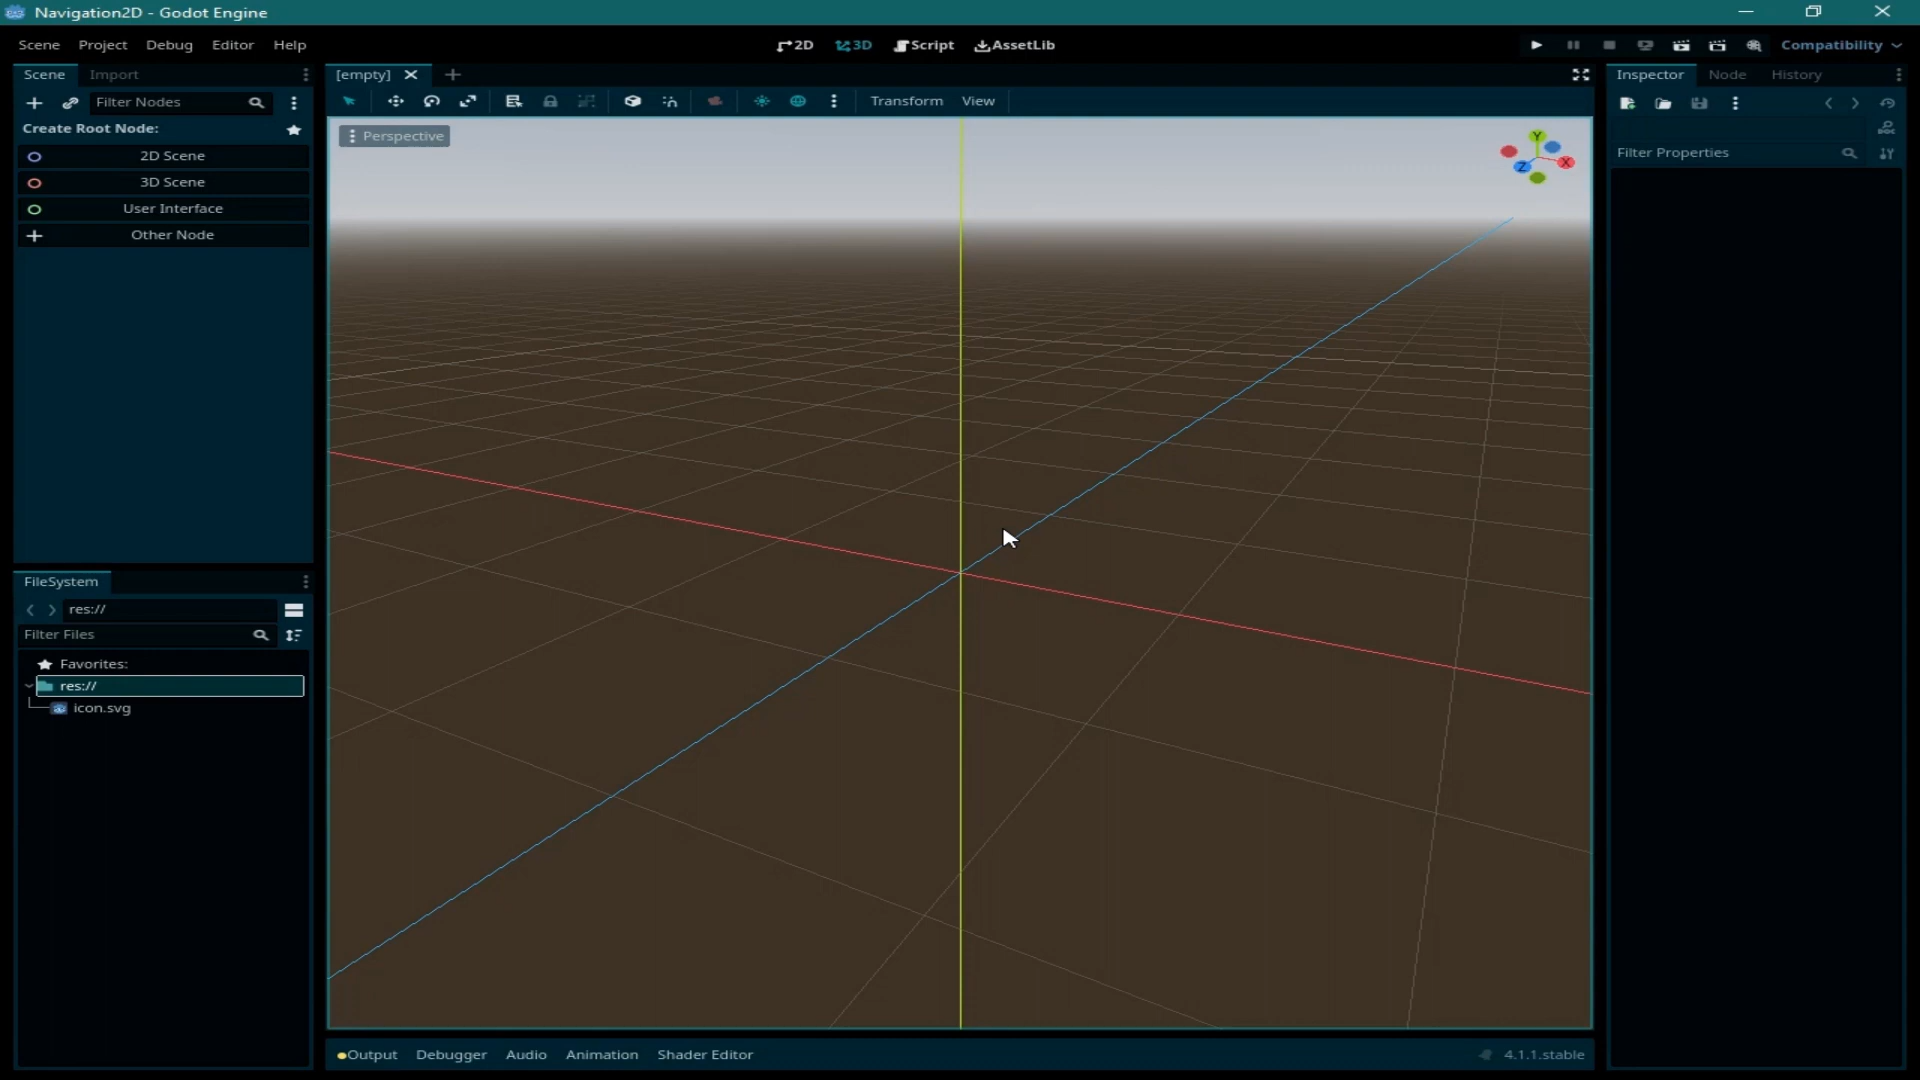 Navigation2D - Godot Engine
Scene Project Debug Editor Help
2D 3D Script AssetLib
Compatibility
Scene Import
[empty]
Inspector Node History
Filter Nodes
Transform View
Create Root Node:
Perspective
2D Scene
3D Scene
User Interface
Other Node
Filter Properties
Y
X
Z
FileSystem
res://
Filter Files
Favorites:
res://
icon.svg
Output Debugger Audio Animation Shader Editor
4.1.1.stable